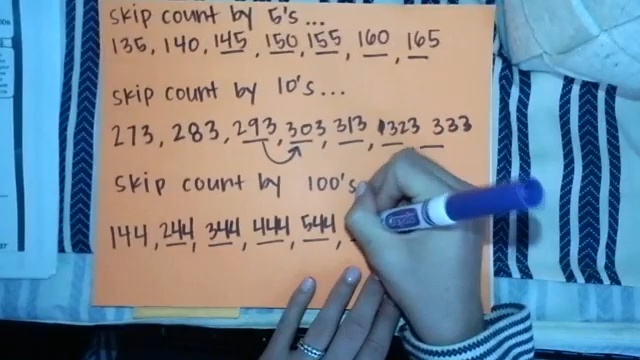 skip count by 5's...
135, 140, 145, 150, 155, 160, 165
skip count by 10's...
273, 283, 293, 303, 313, 323 333
skip count by 100's
144, 244, 344, 444, 544,